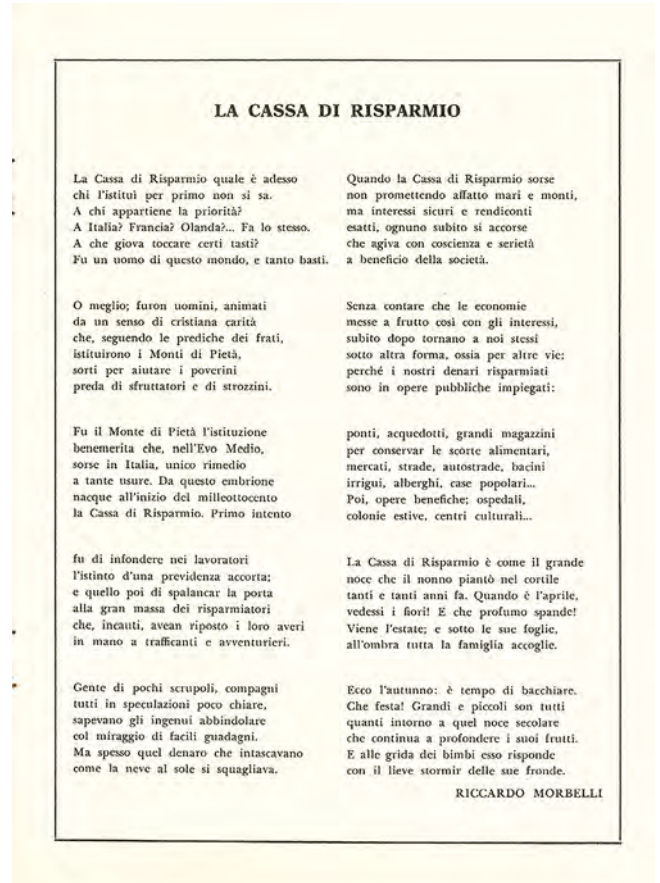 LA CASSA DI RISPARMIO
La Cassa di Risparmio quale è adesso
chi l'istituì per primo non si sa.
A chi appartiene la priorità?
A Italia? Francia? Olanda?... Fa lo stesso.
A che giova toccare certi tasti?
Fu un uomo di questo mondo, e tanto basti.
O meglio; furon uomini, animati
da un senso di cristiana carità
che, seguendo le prediche dei frati,
istituirono i Monti di Pietà,
sorti per aiutare i poverini
preda di sfruttatori e di strozzini.
Fu il Monte di Pietà l'istituzione
benemerita che, nell'Evo Medio,
sorse in Italia, unico rimedio
a tante usure. Da questo embrione
nacque all'inizio del milleottocento
la Cassa di Risparmio. Primo intento
fu di infondere nei lavoratori
l'istinto d'una previdenza accorta;
e quello poi di spalancar la porta
alla gran massa dei risparmiatori
che, incauti, avean riposto i loro averi
in mano a trafficanti e avventurieri.
Gente di pochi scrupoli, compagni
tutti in speculazioni poco chiare,
sapevano gli ingenui abbindolare
col miraggio di facili guadagni.
Ma spesso quel denaro che intascavano
come la neve al sole si squagliava.
Quando la Cassa di Risparmio sorse
non promettendo affatto mari e monti,
ma interessi sicuri e rendiconti
esatti, ognuno subito si accorse
che agiva con coscienza e serietà
a beneficio della società.
Senza contare che le economie
messe a frutto così con gli interessi,
subito dopo tornano a noi stessi
sotto altra forma, ossia per altre vie;
perché i nostri denari risparmiati
sono in opere pubbliche impiegati:
ponti, acquedotti, grandi magazzini
per conservar le scorte alimentari,
mercati, strade, autostrade, bacini
irrigui, alberghi, case popolari...
Poi, opere benefiche; ospedali,
colonie estive, centri culturali...
La Cassa di Risparmio è come il grande
noce che il nonno piantò nel cortile
tanti e tanti anni fa. Quando è l'aprile,
vedessi i fiori! E che profumo spande!
Viene l'estate; e sotto le sue foglie,
all'ombra tutta la famiglia accoglie.
Ecco l'autunno: è tempo di bacchiare.
Che festa! Grandi e piccoli son tutti
quanti intorno a quel noce secolare
che continua a profondere i suoi frutti.
E alle grida dei bimbi esso risponde
con il lieve stormir delle sue fronde.
RICCARDO MORBELLI